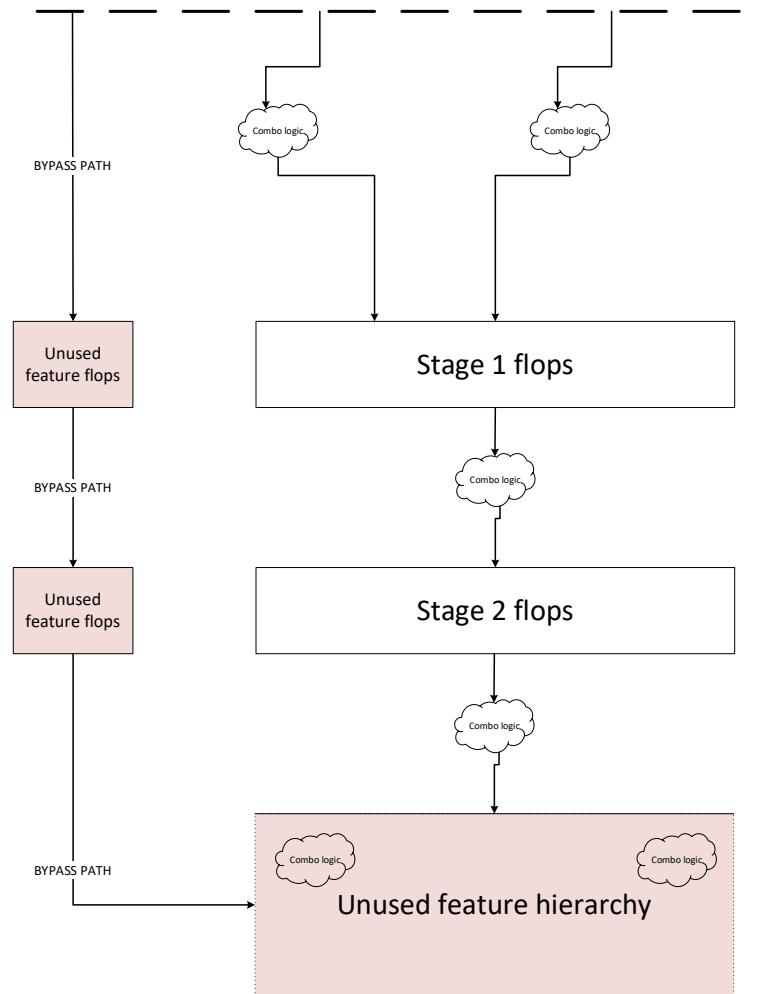 Combo logic
Combo logic
BYPASS PATH
Unused
feature flops
Stage 1 flops
BYPASS PATH
Combo logic
Unused
feature flops
Stage 2 flops
Combo logic
BYPASS PATH
Combo logic
Combo logic
Unused feature hierarchy